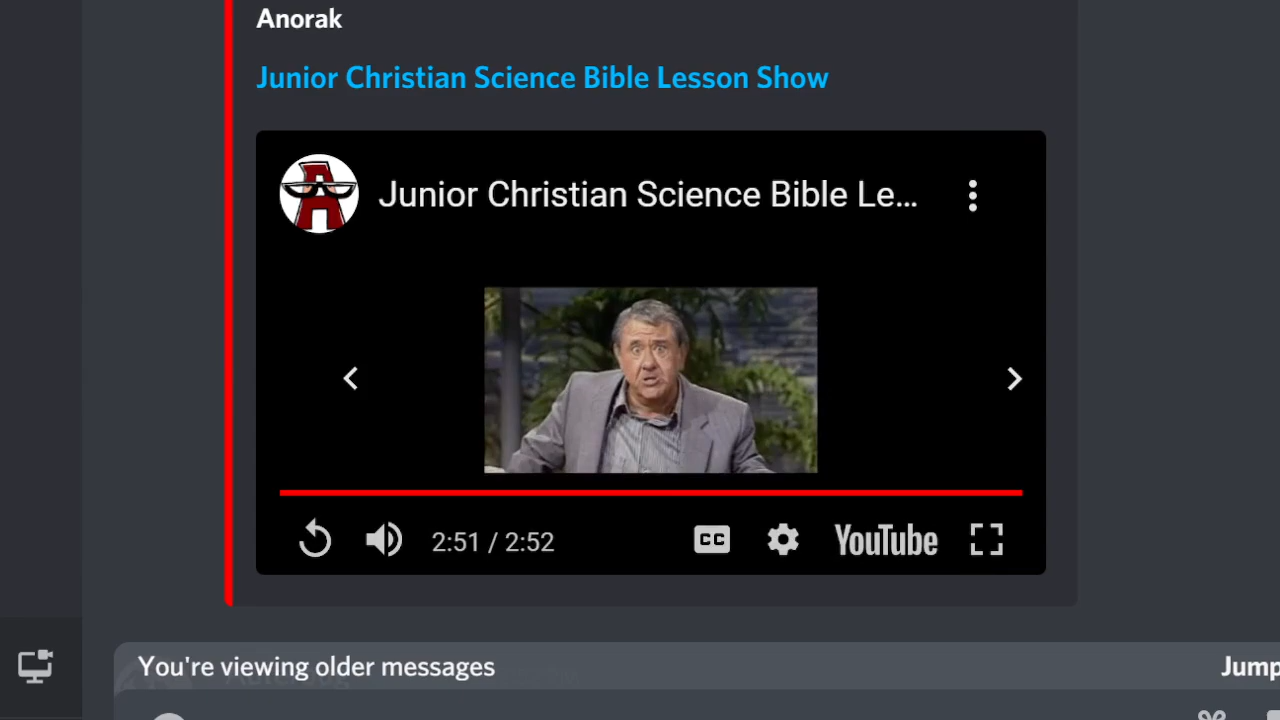 Anorak
Junior Christian Science Bible Lesson Show
Junior Christian Science Bible Le...
2:51 / 2:52
CC
YouTube
You're viewing older messages
Jump